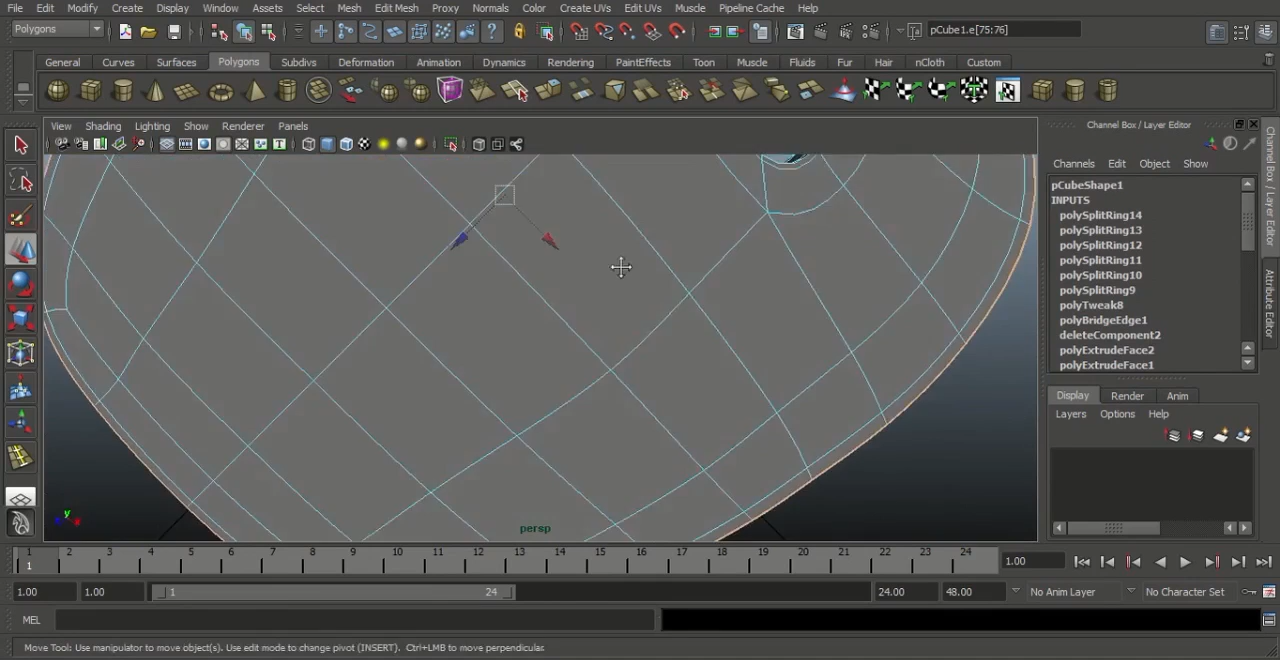 File Edit Modify Create Display Window Assets Select Mesh Edit Mesh Proxy Normals Color Create UVs Edit UVs Muscle Pipeline Cache Help
Polygons pCube1.e[75:76]
General Curves Surfaces Polygons Subdivs Deformation Animation Dynamics Rendering PaintEffects Toon Muscle Fluids Fur Hair nCloth Custom
View Shading Lighting Show Renderer Panels
Channel Box / Layer Editor
Channels Edit Object Show
pCubeShape1
INPUTS
polySplitRing14
polySplitRing13
polySplitRing12
polySplitRing11
polySplitRing10
polySplitRing9
polyTweak8
polyBridgeEdge1
deleteComponent2
polyExtrudeFace2
polyExtrudeFace1
Channel Box / Layer Editor
Attribute Editor
Display Render Anim
Layers Options Help
y
z x
persp
1 2 3 4 5 6 7 8 9 10 11 12 13 14 15 16 17 18 19 20 21 22 23 24
1 1.00
1.00 1.00 1 24 24.00 48.00 No Anim Layer No Character Set
MEL
Move Tool: Use manipulator to move object(s). Use edit mode to change pivot (INSERT). Ctrl+LMB to move perpendicular.